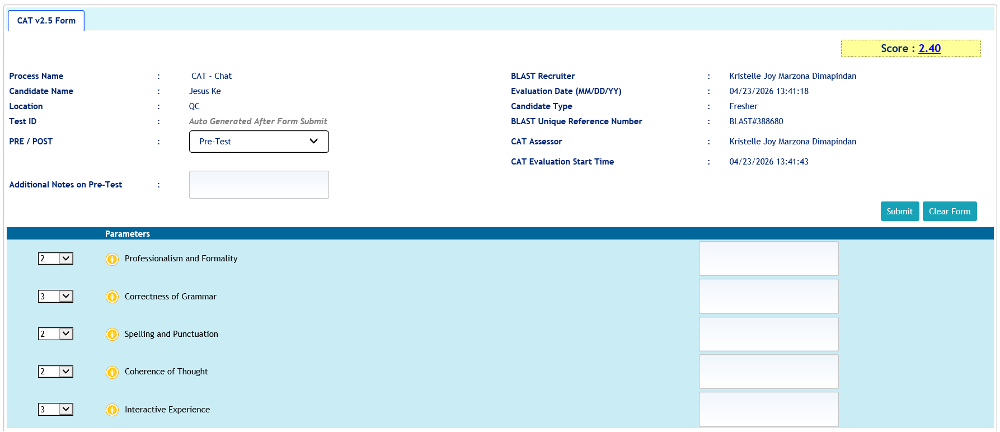 CAT v2.5 Form
Score : 2.40
Process Name : CAT - Chat BLAST Recruiter : Kristelle Joy Marzona Dimapindan
Candidate Name : Jesus Ke Evaluation Date (MM/DD/YY) : 04/23/2026 13:41:18
Location : QC Candidate Type : Fresher
Test ID : Auto Generated After Form Submit BLAST Unique Reference Number : BLAST#388680
PRE / POST : Pre-Test CAT Assessor : Kristelle Joy Marzona Dimapindan
CAT Evaluation Start Time : 04/23/2026 13:41:43
Additional Notes on Pre-Test :
Submit Clear Form
Parameters
2 Professionalism and Formality
3 Correctness of Grammar
2 Spelling and Punctuation
2 Coherence of Thought
3 Interactive Experience